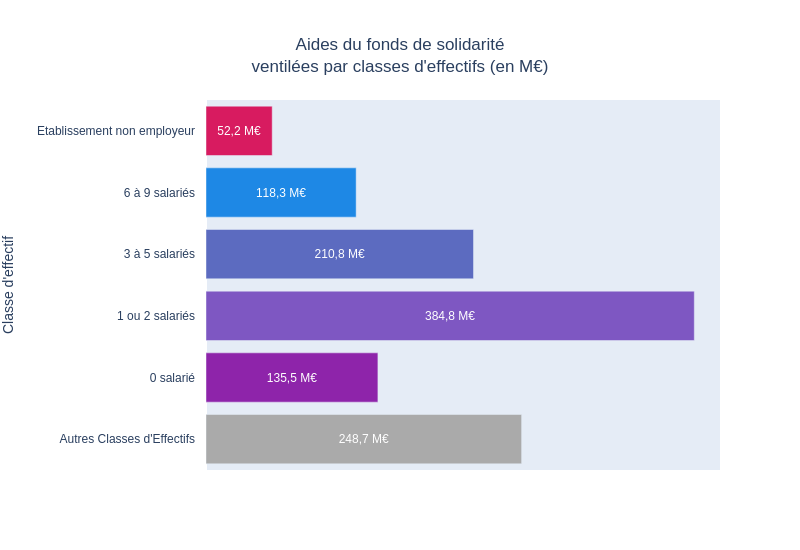 Aides du fonds de solidarité
ventilées par classes d'effectifs (en M€)
Classe d'effectif
Etablissement non employeur
52,2 M€
6 à 9 salariés
118,3 M€
3 à 5 salariés
210,8 M€
1 ou 2 salariés
384,8 M€
0 salarié
135,5 M€
Autres Classes d'Effectifs
248,7 M€